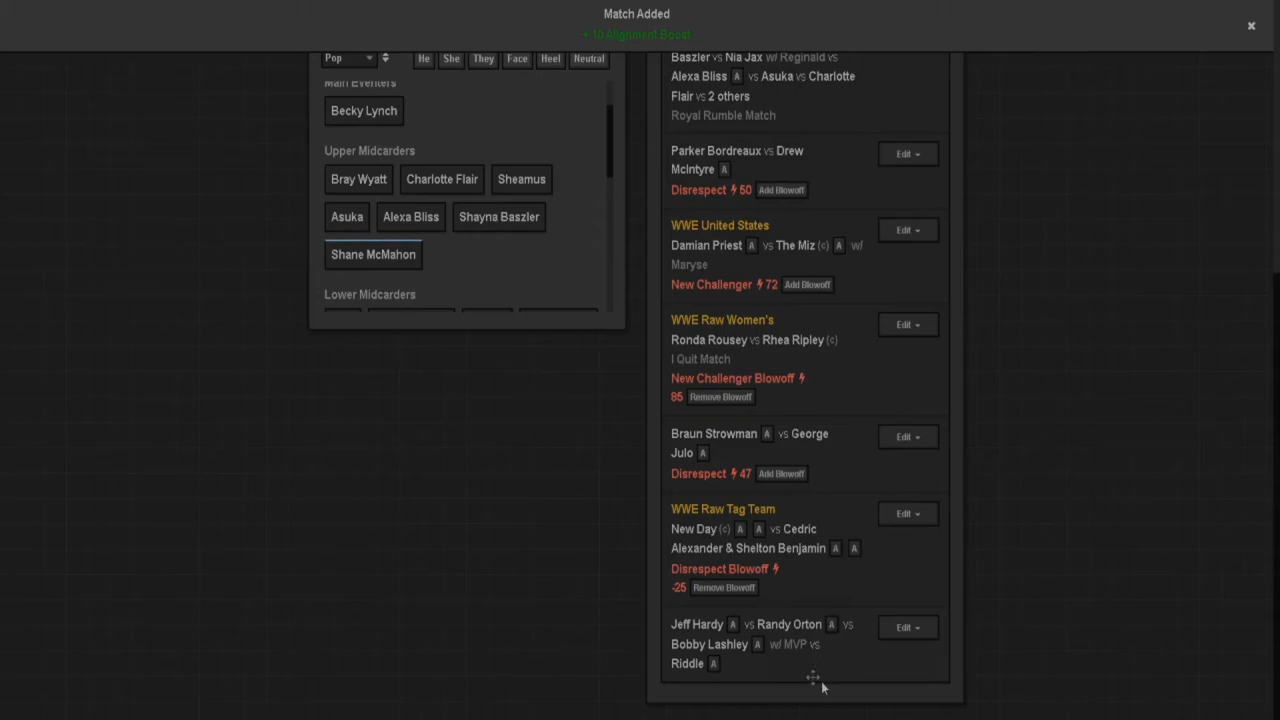 Match Added
+ 10 Alignment Boost
×
Pop
He
She
They
Face
Heel
Neutral
Main Eventers
Becky Lynch
Upper Midcarders
Bray Wyatt
Charlotte Flair
Sheamus
Asuka
Alexa Bliss
Shayna Baszler
Shane McMahon
Lower Midcarders
Baszler vs Nia Jax w/ Reginald vs
Alexa Bliss A vs Asuka vs Charlotte
Flair vs 2 others
Royal Rumble Match
Parker Bordreaux vs Drew
McIntyre A
Disrespect 50 Add Blowoff
Edit
WWE United States
Damian Priest A vs The Miz (c) A w/
Maryse
New Challenger 72 Add Blowoff
Edit
WWE Raw Women's
Ronda Rousey vs Rhea Ripley (c)
I Quit Match
New Challenger Blowoff
85 Remove Blowoff
Edit
Braun Strowman A vs George
Julo A
Disrespect 47 Add Blowoff
Edit
WWE Raw Tag Team
New Day (c) A A vs Cedric
Alexander & Shelton Benjamin A A
Disrespect Blowoff
-25 Remove Blowoff
Edit
Jeff Hardy A vs Randy Orton A vs
Bobby Lashley A w/ MVP vs
Riddle A
Edit